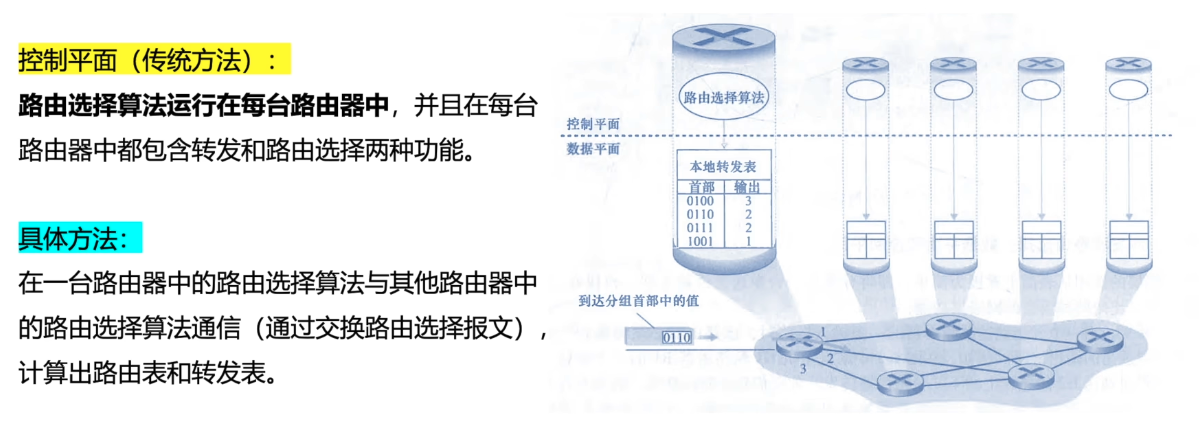 控制平面（传统方法）：
路由选择算法运行在每台路由器中，并且在每台
路由器中都包含转发和路由选择两种功能。
具体方法：
在一台路由器中的路由选择算法与其他路由器中
的路由选择算法通信（通过交换路由选择报文），
计算出路由表和转发表。
路由选择算法
控制平面
数据平面
本地转发表
首部 输出
0100 3
0110 2
0111 2
1001 1
到达分组首部中的值
0110
1
2
3